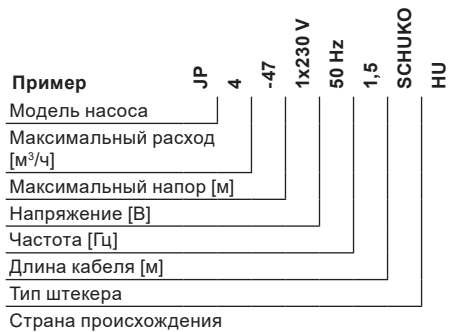 Пример JP 4 -47 1x230 V 50 Hz 1,5 SCHUKO HU
Модель насоса
Максимальный расход
[м³/ч]
Максимальный напор [м]
Напряжение [В]
Частота [Гц]
Длина кабеля [м]
Тип штекера
Страна происхождения